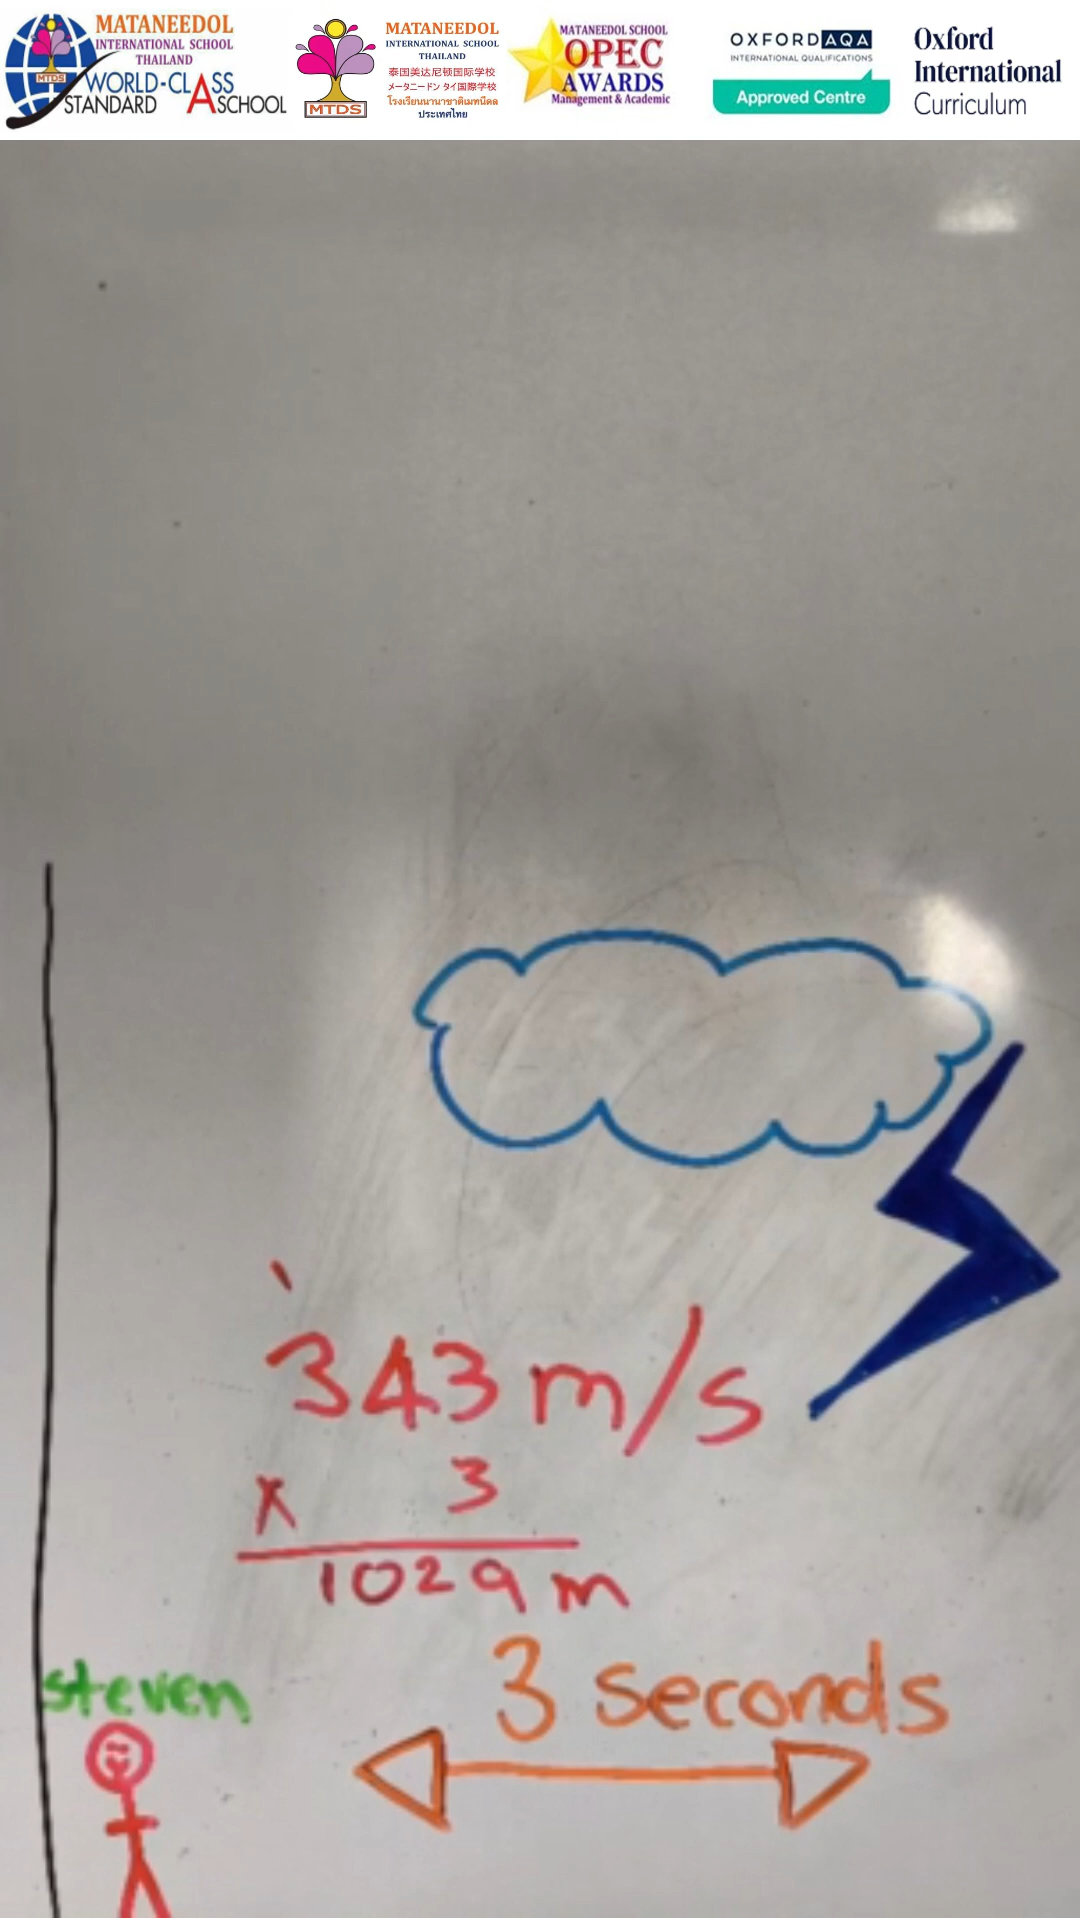 MATANEEDOL
INTERNATIONAL SCHOOL
THAILAND
MTDS
WORLD-CLASS
STANDARD ASCHOOL
MTDS
MATANEEDOL
INTERNATIONAL SCHOOL
THAILAND
泰国美达尼顿国际学校
メータニードン タイ国際学校
โรงเรียนนานาชาติเมทนีดล
ประเทศไทย
MATANEEDOL SCHOOL
OPEC
AWARDS
Management & Academic
OXFORDAQA
INTERNATIONAL QUALIFICATIONS
Approved Centre
Oxford
International
Curriculum
343 m/s
x 3
1029 m
3 seconds
steven